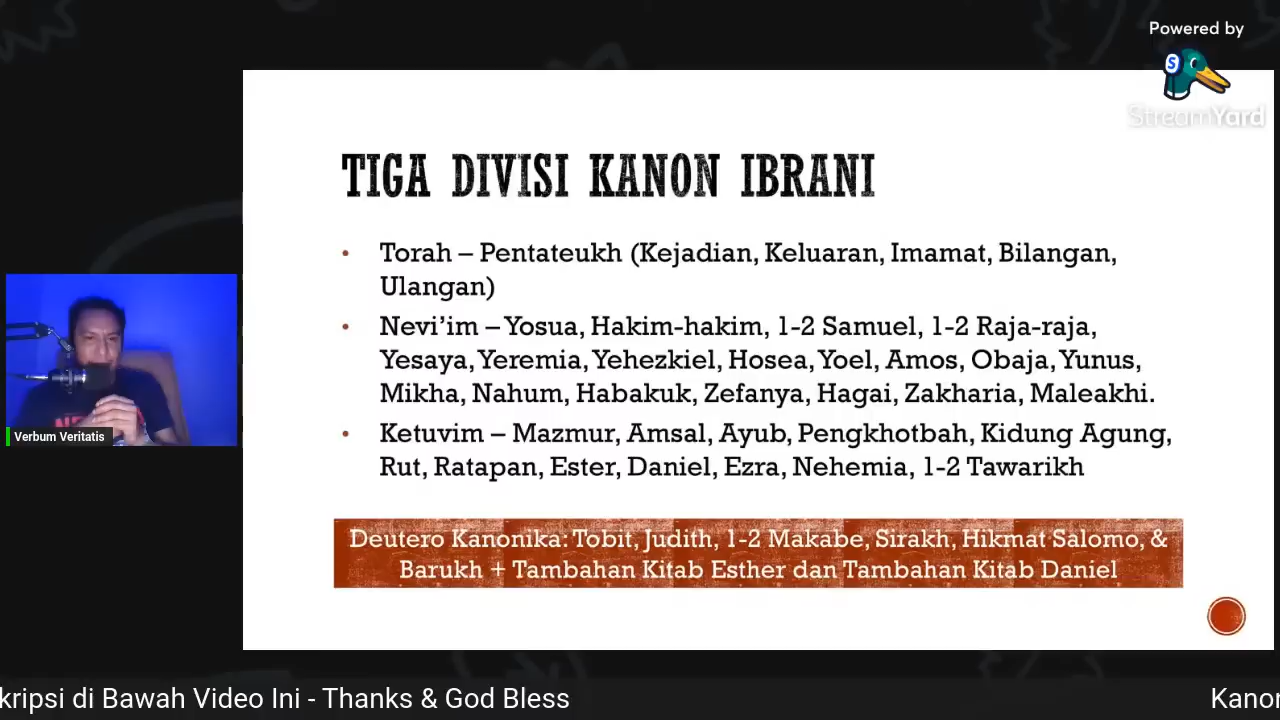 Powered by
S
StreamYard
TIGA DIVISI KANON IBRANI
• Torah – Pentateukh (Kejadian, Keluaran, Imamat, Bilangan,
Ulangan)
• Nevi’im – Yosua, Hakim-hakim, 1-2 Samuel, 1-2 Raja-raja,
Yesaya, Yeremia, Yehezkiel, Hosea, Yoel, Amos, Obaja, Yunus,
Mikha, Nahum, Habakuk, Zefanya, Hagai, Zakharia, Maleakhi.
• Ketuvim – Mazmur, Amsal, Ayub, Pengkhotbah, Kidung Agung,
Rut, Ratapan, Ester, Daniel, Ezra, Nehemia, 1-2 Tawarikh
Deutero Kanonika: Tobit, Judith, 1-2 Makabe, Sirakh, Hikmat Salomo, &
Barukh + Tambahan Kitab Esther dan Tambahan Kitab Daniel
Verbum Veritatis
kripsi di Bawah Video Ini - Thanks & God Bless
Kanon